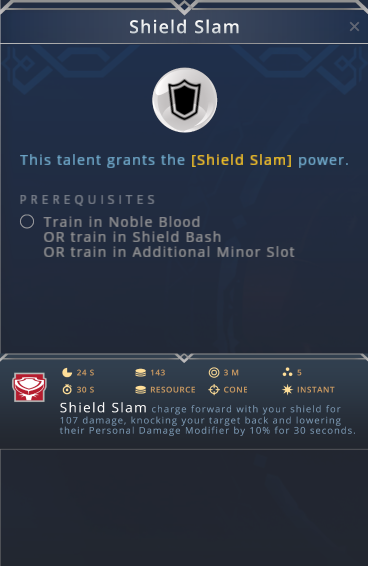 Shield Slam
This talent grants the [Shield Slam] power.
PREREQUISITES
Train in Noble Blood
OR train in Shield Bash
OR train in Additional Minor Slot
24 S 143 3 M 5
30 S RESOURCE CONE INSTANT
Shield Slam charge forward with your shield for
107 damage, knocking your target back and lowering
their Personal Damage Modifier by 10% for 30 seconds.